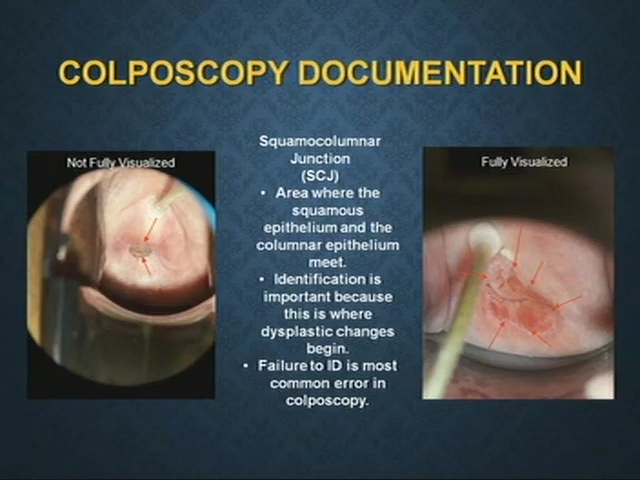 COLPOSCOPY DOCUMENTATION
Not Fully Visualized
Squamocolumnar
Junction
(SCJ)
• Area where the
squamous
epithelium and the
columnar epithelium
meet.
• Identification is
important because
this is where
dysplastic changes
begin.
• Failure to ID is most
common error in
colposcopy.
Fully Visualized